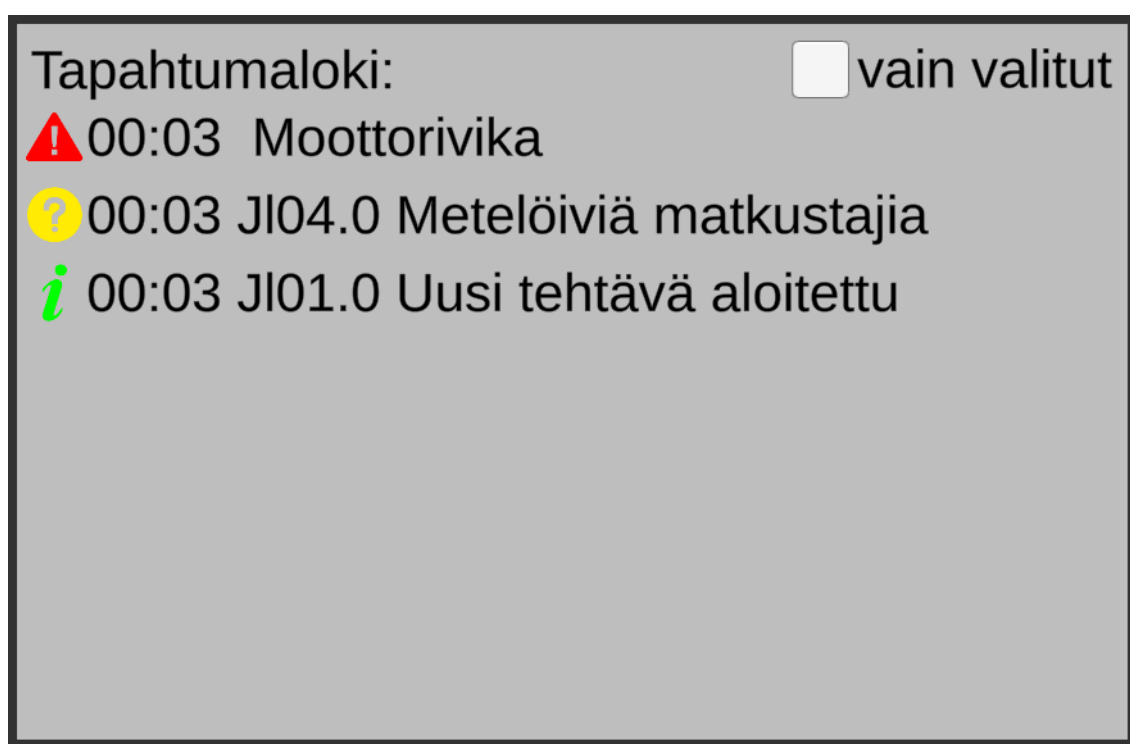 Tapahtumaloki: vain valitut
00:03 Moottorivika
00:03 Jl04.0 Metelöiviä matkustajia
00:03 Jl01.0 Uusi tehtävä aloitettu